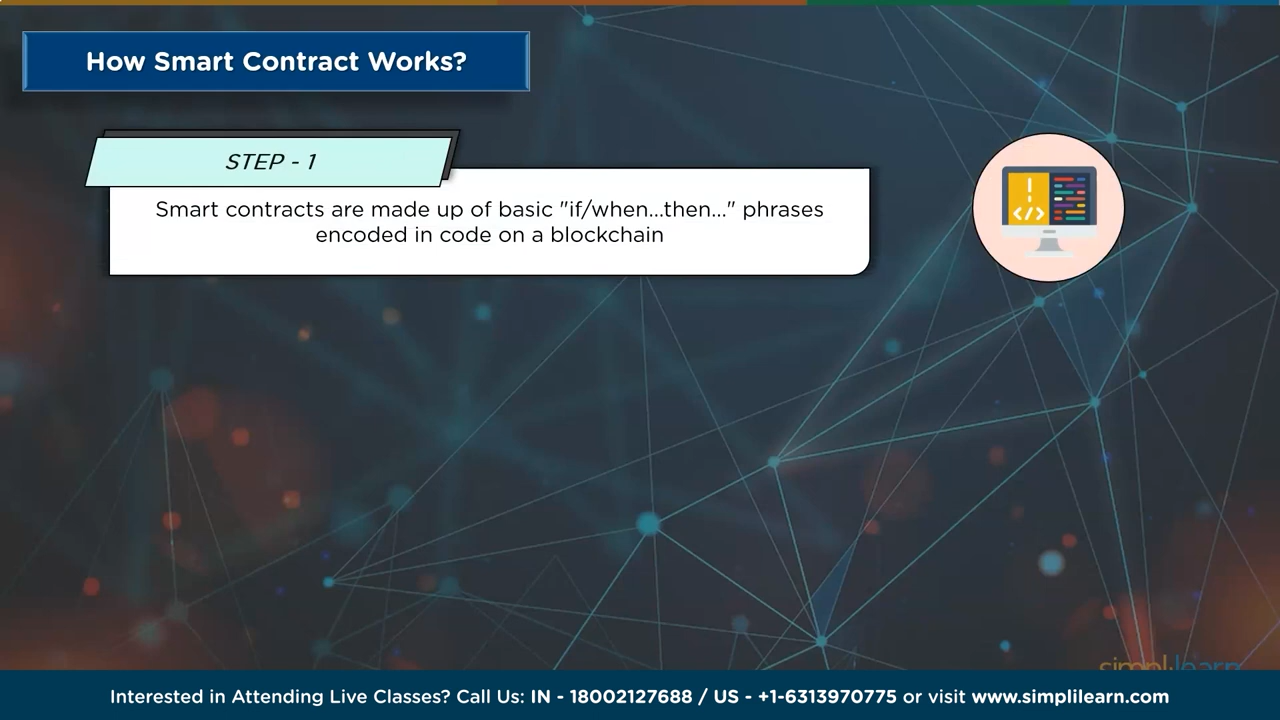 How Smart Contract Works?
STEP - 1
Smart contracts are made up of basic "if/when...then..." phrases
encoded in code on a blockchain
simplilearn
Interested in Attending Live Classes? Call Us: IN - 18002127688 / US - +1-6313970775 or visit www.simplilearn.com